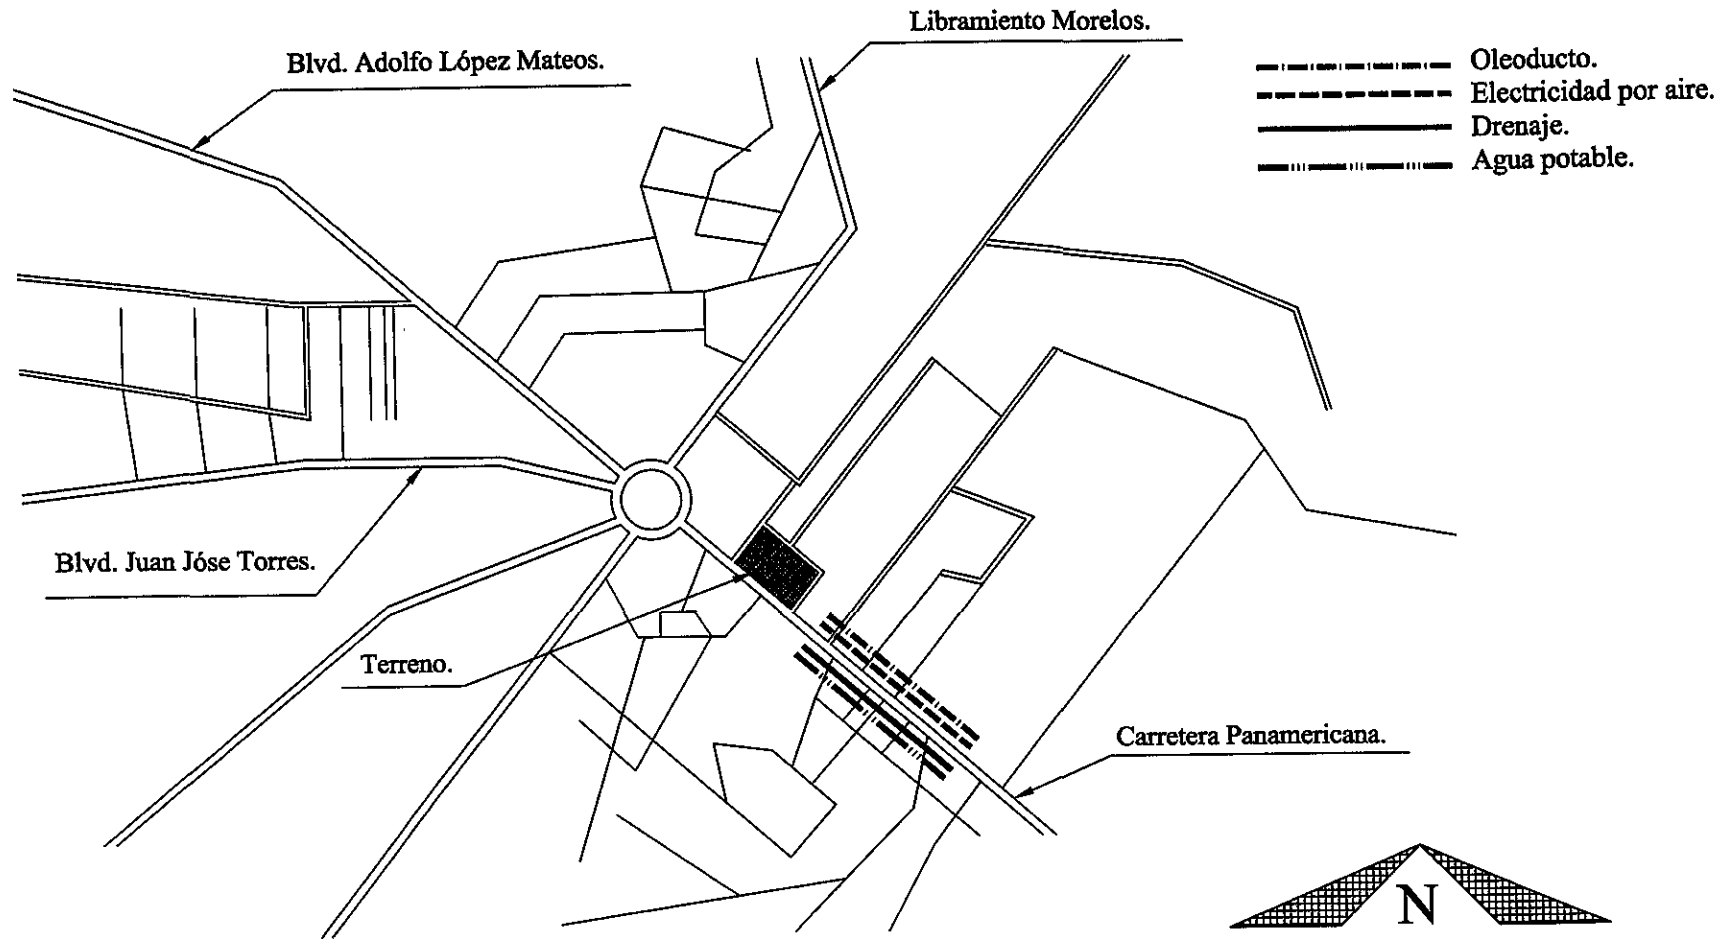 Libramiento Morelos.
Blvd. Adolfo López Mateos.
Oleoducto.
Electricidad por aire.
Drenaje.
Agua potable.
Blvd. Juan Jóse Torres.
Terreno.
Carretera Panamericana.
N